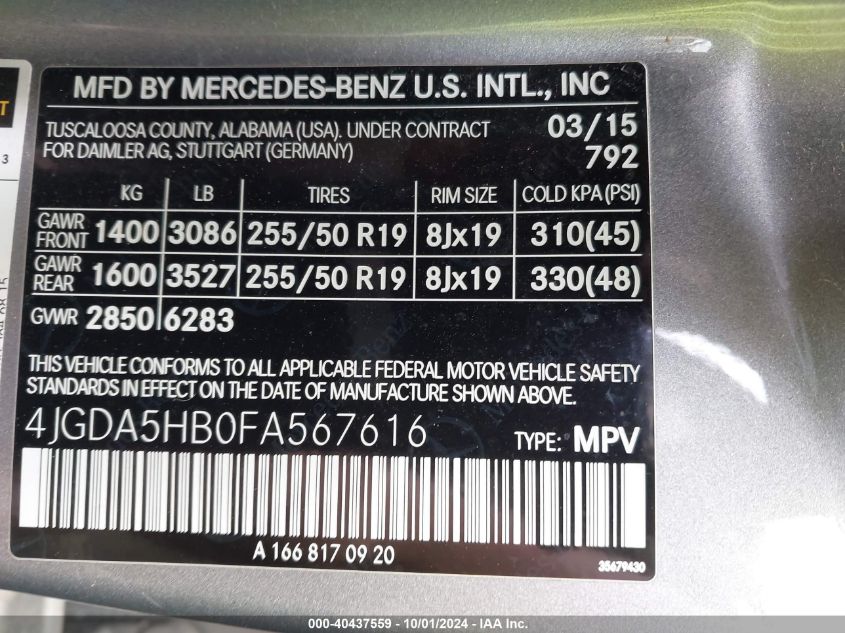 MFD BY MERCEDES-BENZ U.S. INTL., INC
TUSCALOOSA COUNTY, ALABAMA (USA). UNDER CONTRACT 03/15
FOR DAIMLER AG, STUTTGART (GERMANY) 792
KG LB TIRES RIM SIZE COLD KPA (PSI)
GAWR FRONT 1400 3086 255/50 R19 8Jx19 310(45)
GAWR REAR 1600 3527 255/50 R19 8Jx19 330(48)
GVWR 2850 6283
THIS VEHICLE CONFORMS TO ALL APPLICABLE FEDERAL MOTOR VEHICLE SAFETY
STANDARDS IN EFFECT ON THE DATE OF MANUFACTURE SHOWN ABOVE.
4JGDA5HB0FA567616 TYPE: MPV
A 166 817 09 20
35679430
000-40437559 - 10/01/2024 - IAA Inc.